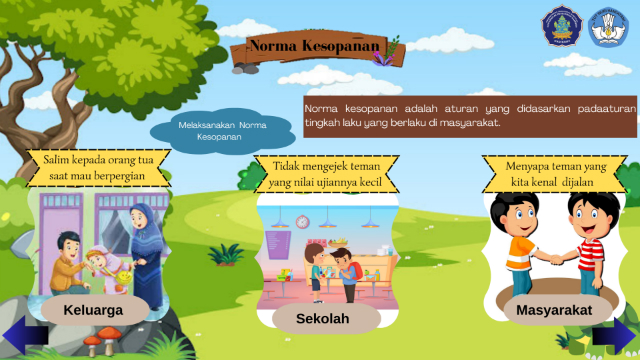 Norma Kesopanan
Norma kesopanan adalah aturan yang didasarkan padaaturan
tingkah laku yang berlaku di masyarakat.
Melaksanakan Norma
Kesopanan
Salim kepada orang tua
saat mau berpergian
Tidak mengejek teman
yang nilai ujiannya kecil
Menyapa teman yang
kita kenal dijalan
Keluarga
Sekolah
Masyarakat